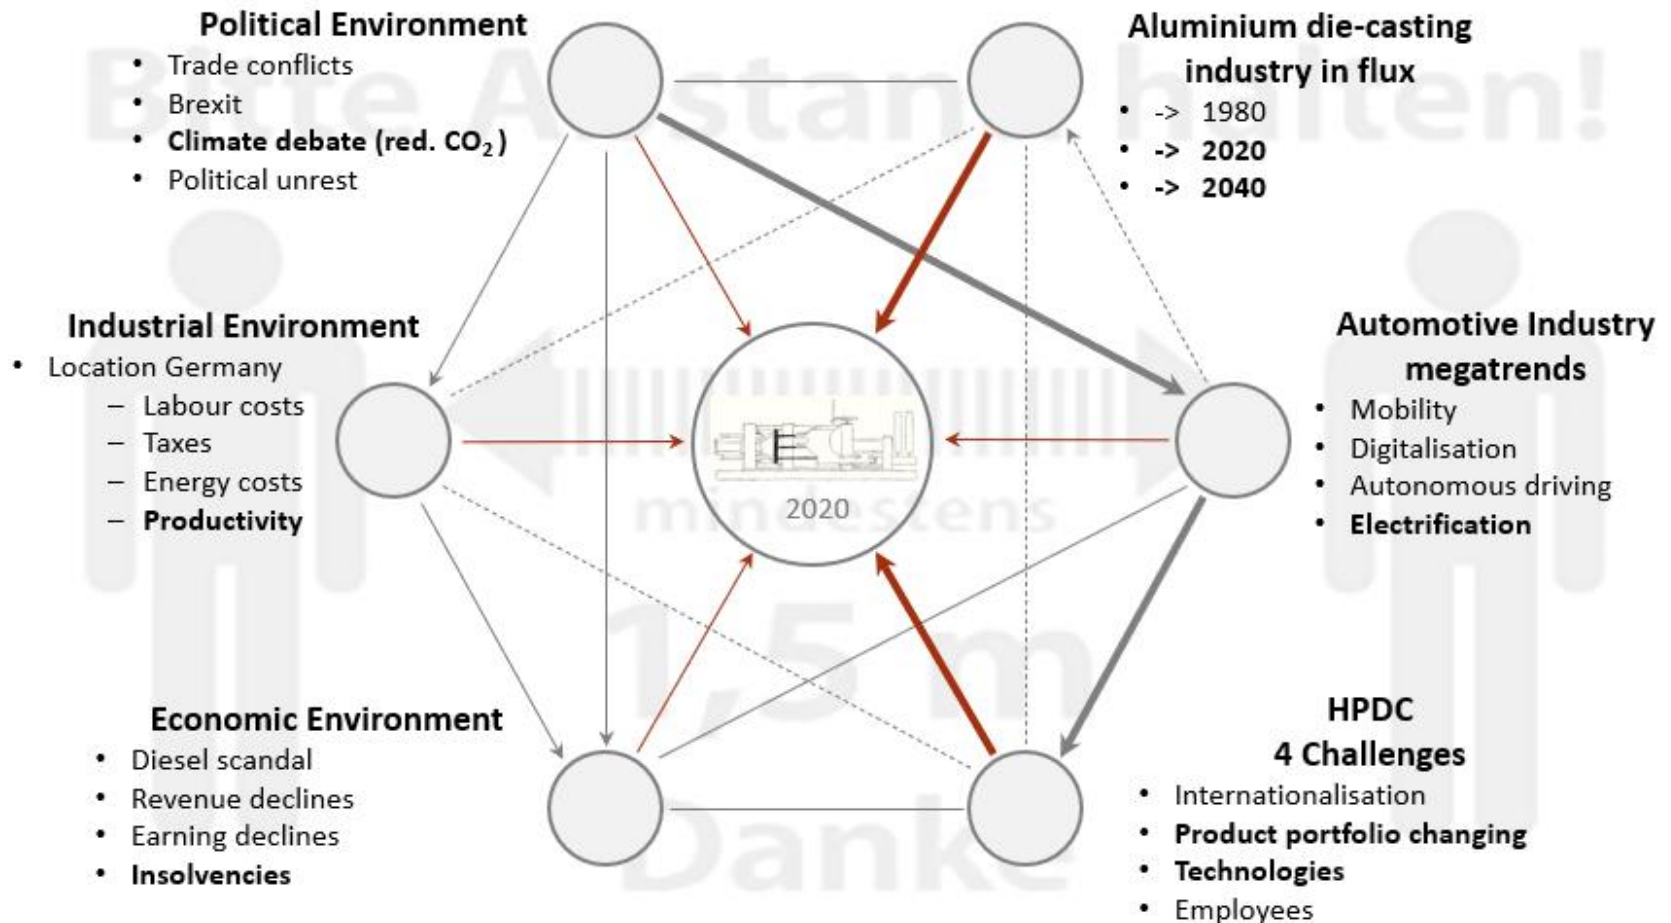 Political Environment
• Trade conflicts
• Brexit
• Climate debate (red. CO₂ )
• Political unrest
Aluminium die-casting
industry in flux
• -> 1980
• -> 2020
• -> 2040
Industrial Environment
• Location Germany
– Labour costs
– Taxes
– Energy costs
– Productivity
2020
Automotive Industry
megatrends
• Mobility
• Digitalisation
• Autonomous driving
• Electrification
Economic Environment
• Diesel scandal
• Revenue declines
• Earning declines
• Insolvencies
HPDC
4 Challenges
• Internationalisation
• Product portfolio changing
• Technologies
• Employees
Bitte Abstand halten!
mindestens
1,5 m
Danke